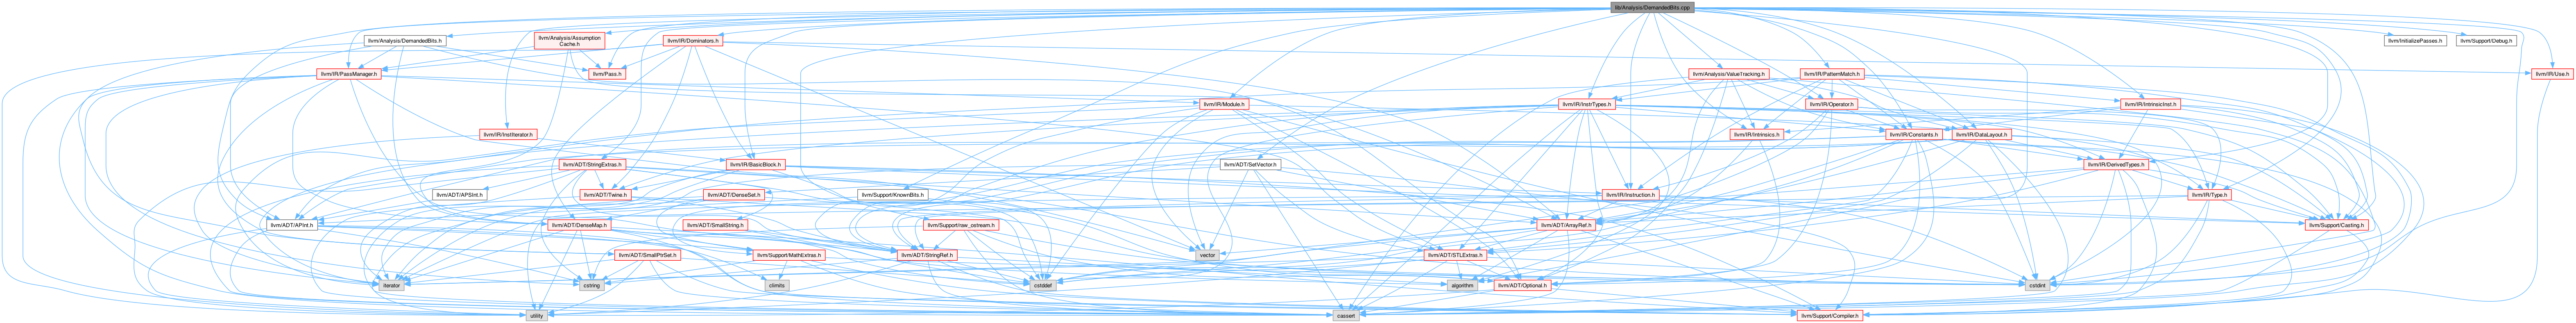 lib/Analysis/DemandedBits.cpp
llvm/Analysis/DemandedBits.h
llvm/Analysis/Assumption
Cache.h
llvm/IR/Dominators.h
llvm/InitializePasses.h
llvm/Support/Debug.h
llvm/IR/PassManager.h
llvm/Pass.h
llvm/Analysis/ValueTracking.h
llvm/IR/PatternMatch.h
llvm/IR/Use.h
llvm/IR/Module.h
llvm/IR/InstrTypes.h
llvm/IR/Operator.h
llvm/IR/IntrinsicInst.h
llvm/IR/InstIterator.h
llvm/IR/Intrinsics.h
llvm/IR/Constants.h
llvm/IR/DataLayout.h
llvm/ADT/StringExtras.h
llvm/IR/BasicBlock.h
llvm/ADT/SetVector.h
llvm/IR/DerivedTypes.h
llvm/ADT/APSInt.h
llvm/ADT/Twine.h
llvm/ADT/DenseSet.h
llvm/Support/KnownBits.h
llvm/IR/Instruction.h
llvm/IR/Type.h
llvm/ADT/APInt.h
llvm/ADT/DenseMap.h
llvm/ADT/SmallString.h
llvm/Support/raw_ostream.h
llvm/ADT/ArrayRef.h
llvm/Support/Casting.h
llvm/ADT/SmallPtrSet.h
llvm/Support/MathExtras.h
llvm/ADT/StringRef.h
vector
llvm/ADT/STLExtras.h
iterator
cstring
climits
cstddef
algorithm
llvm/ADT/Optional.h
cstdint
utility
cassert
llvm/Support/Compiler.h